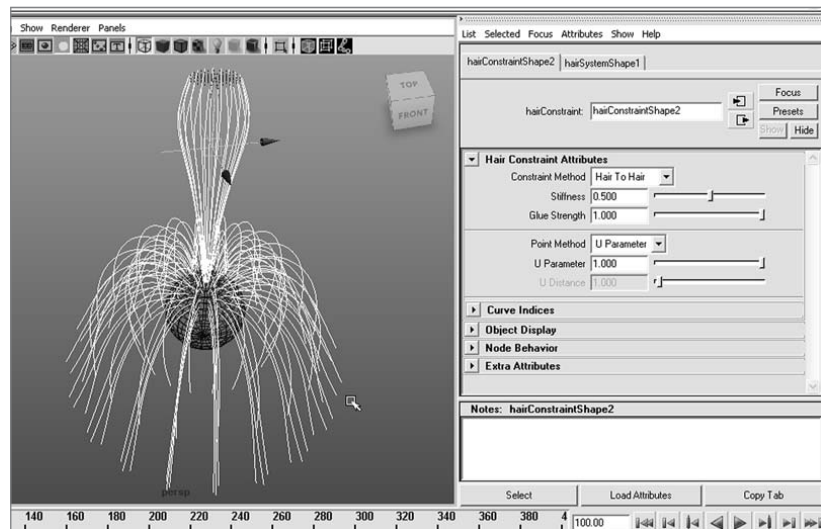 Show Renderer Panels
TOP
FRONT
persp
List Selected Focus Attributes Show Help
hairConstraintShape2 hairSystemShape1
hairConstraint: hairConstraintShape2
Focus
Presets
Show Hide
Hair Constraint Attributes
Constraint Method Hair To Hair
Stiffness 0.500
Glue Strength 1.000
Point Method U Parameter
U Parameter 1.000
U Distance 1.000
Curve Indices
Object Display
Node Behavior
Extra Attributes
Notes: hairConstraintShape2
Select Load Attributes Copy Tab
140 160 180 200 220 240 260 280 300 320 340 360 380 4
100.00